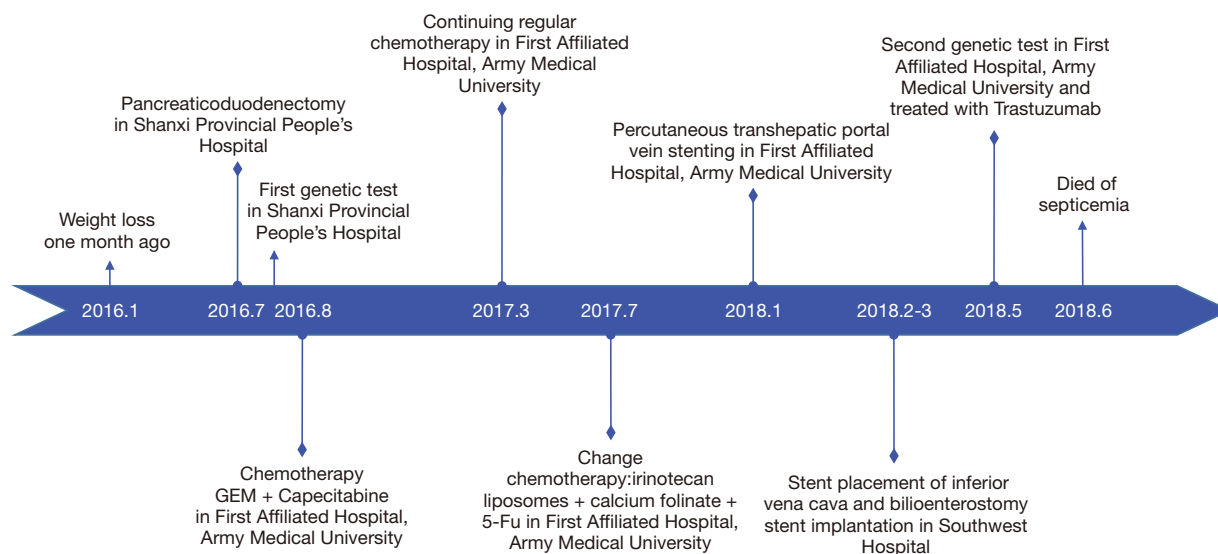 Weight loss
one month ago
Pancreaticoduodenectomy
in Shanxi Provincial People's
Hospital
First genetic test
in Shanxi Provincial
People's Hospital
Continuing regular
chemotherapy in First Affiliated
Hospital, Army Medical
University
Percutaneous transhepatic portal
vein stenting in First Affiliated
Hospital, Army Medical University
Second genetic test in First
Affiliated Hospital, Army
Medical University and
treated with Trastuzumab
Died of
septicemia
2016.1
2016.7
2016.8
2017.3
2017.7
2018.1
2018.2-3
2018.5
2018.6
Chemotherapy
GEM + Capecitabine
in First Affiliated Hospital,
Army Medical University
Change
chemotherapy:irinotecan
liposomes + calcium folinate +
5-Fu in First Affiliated Hospital,
Army Medical University
Stent placement of inferior
vena cava and bilioenterostomy
stent implantation in Southwest
Hospital